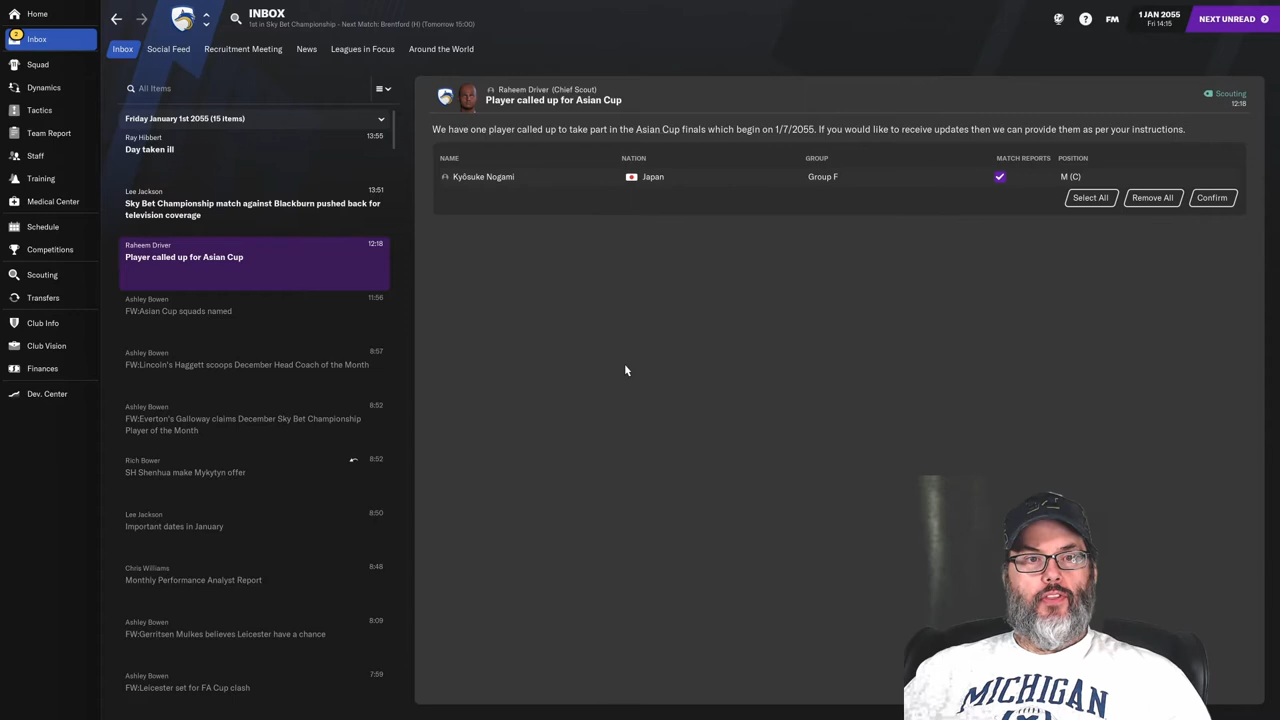 INBOX
1st in Sky Bet Championship - Next Match: Brentford (Tomorrow 15:00)
FM
1 JAN 2055
Fri 14:15
NEXT UNREAD
Home
2
Inbox
Squad
Dynamics
Tactics
Team Report
Staff
Training
Medical Center
Schedule
Competitions
Scouting
Transfers
Club Info
Club Vision
Finances
Dev. Center
Inbox
Social Feed
Recruitment Meeting
News
Leagues in Focus
Around the World
All Items
Friday January 1st 2055 (15 items)
Ray Hibbert 13:55
Day taken ill
Lee Jackson 13:51
Sky Bet Championship match against Blackburn pushed back for
television coverage
Raheem Driver 12:18
Player called up for Asian Cup
Ashley Bowen 11:56
FW:Asian Cup squads named
Ashley Bowen 8:57
FW:Lincoln's Haggett scoops December Head Coach of the Month
Ashley Bowen 8:52
FW:Everton's Galloway claims December Sky Bet Championship
Player of the Month
Rich Bower 8:52
SH Shenhua make Mykytyn offer
Lee Jackson 8:50
Important dates in January
Chris Williams 8:48
Monthly Performance Analyst Report
Ashley Bowen 8:09
FW:Gerritsen Mulkes believes Leicester have a chance
Ashley Bowen 7:59
FW:Leicester set for FA Cup clash
Raheem Driver (Chief Scout)
Player called up for Asian Cup
Scouting
12:18
We have one player called up to take part in the Asian Cup finals which begin on 1/7/2055. If you would like to receive updates then we can provide them as per your instructions.
NAME NATION GROUP MATCH REPORTS POSITION
Kyōsuke Nogami Japan Group F M (C)
Select All Remove All Confirm
MICHIGAN